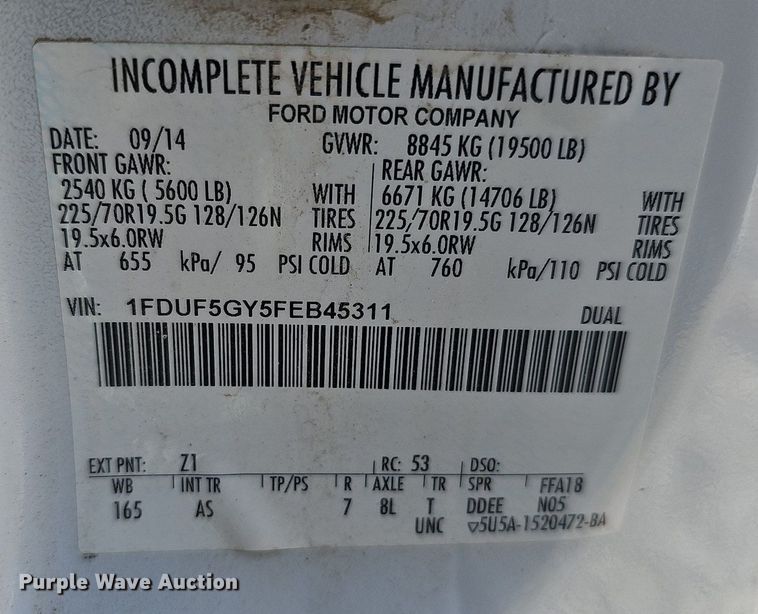 INCOMPLETE VEHICLE MANUFACTURED BY
FORD MOTOR COMPANY
DATE: 09/14 GVWR: 8845 KG (19500 LB)
FRONT GAWR: REAR GAWR:
2540 KG ( 5600 LB) WITH 6671 KG (14706 LB) WITH
225/70R19.5G 128/126N TIRES 225/70R19.5G 128/126N TIRES
19.5x6.0RW RIMS 19.5x6.0RW RIMS
AT 655 kPa/ 95 PSI COLD AT 760 kPa/110 PSI COLD
VIN: 1FDUF5GY5FEB45311 DUAL
EXT PNT: Z1 RC: 53 DSO:
WB INT TR TP/PS R AXLE TR SPR FFA18
165 AS 7 8L T DDEE N05
UNC ▽5U5A-1520472-BA
Purple Wave Auction